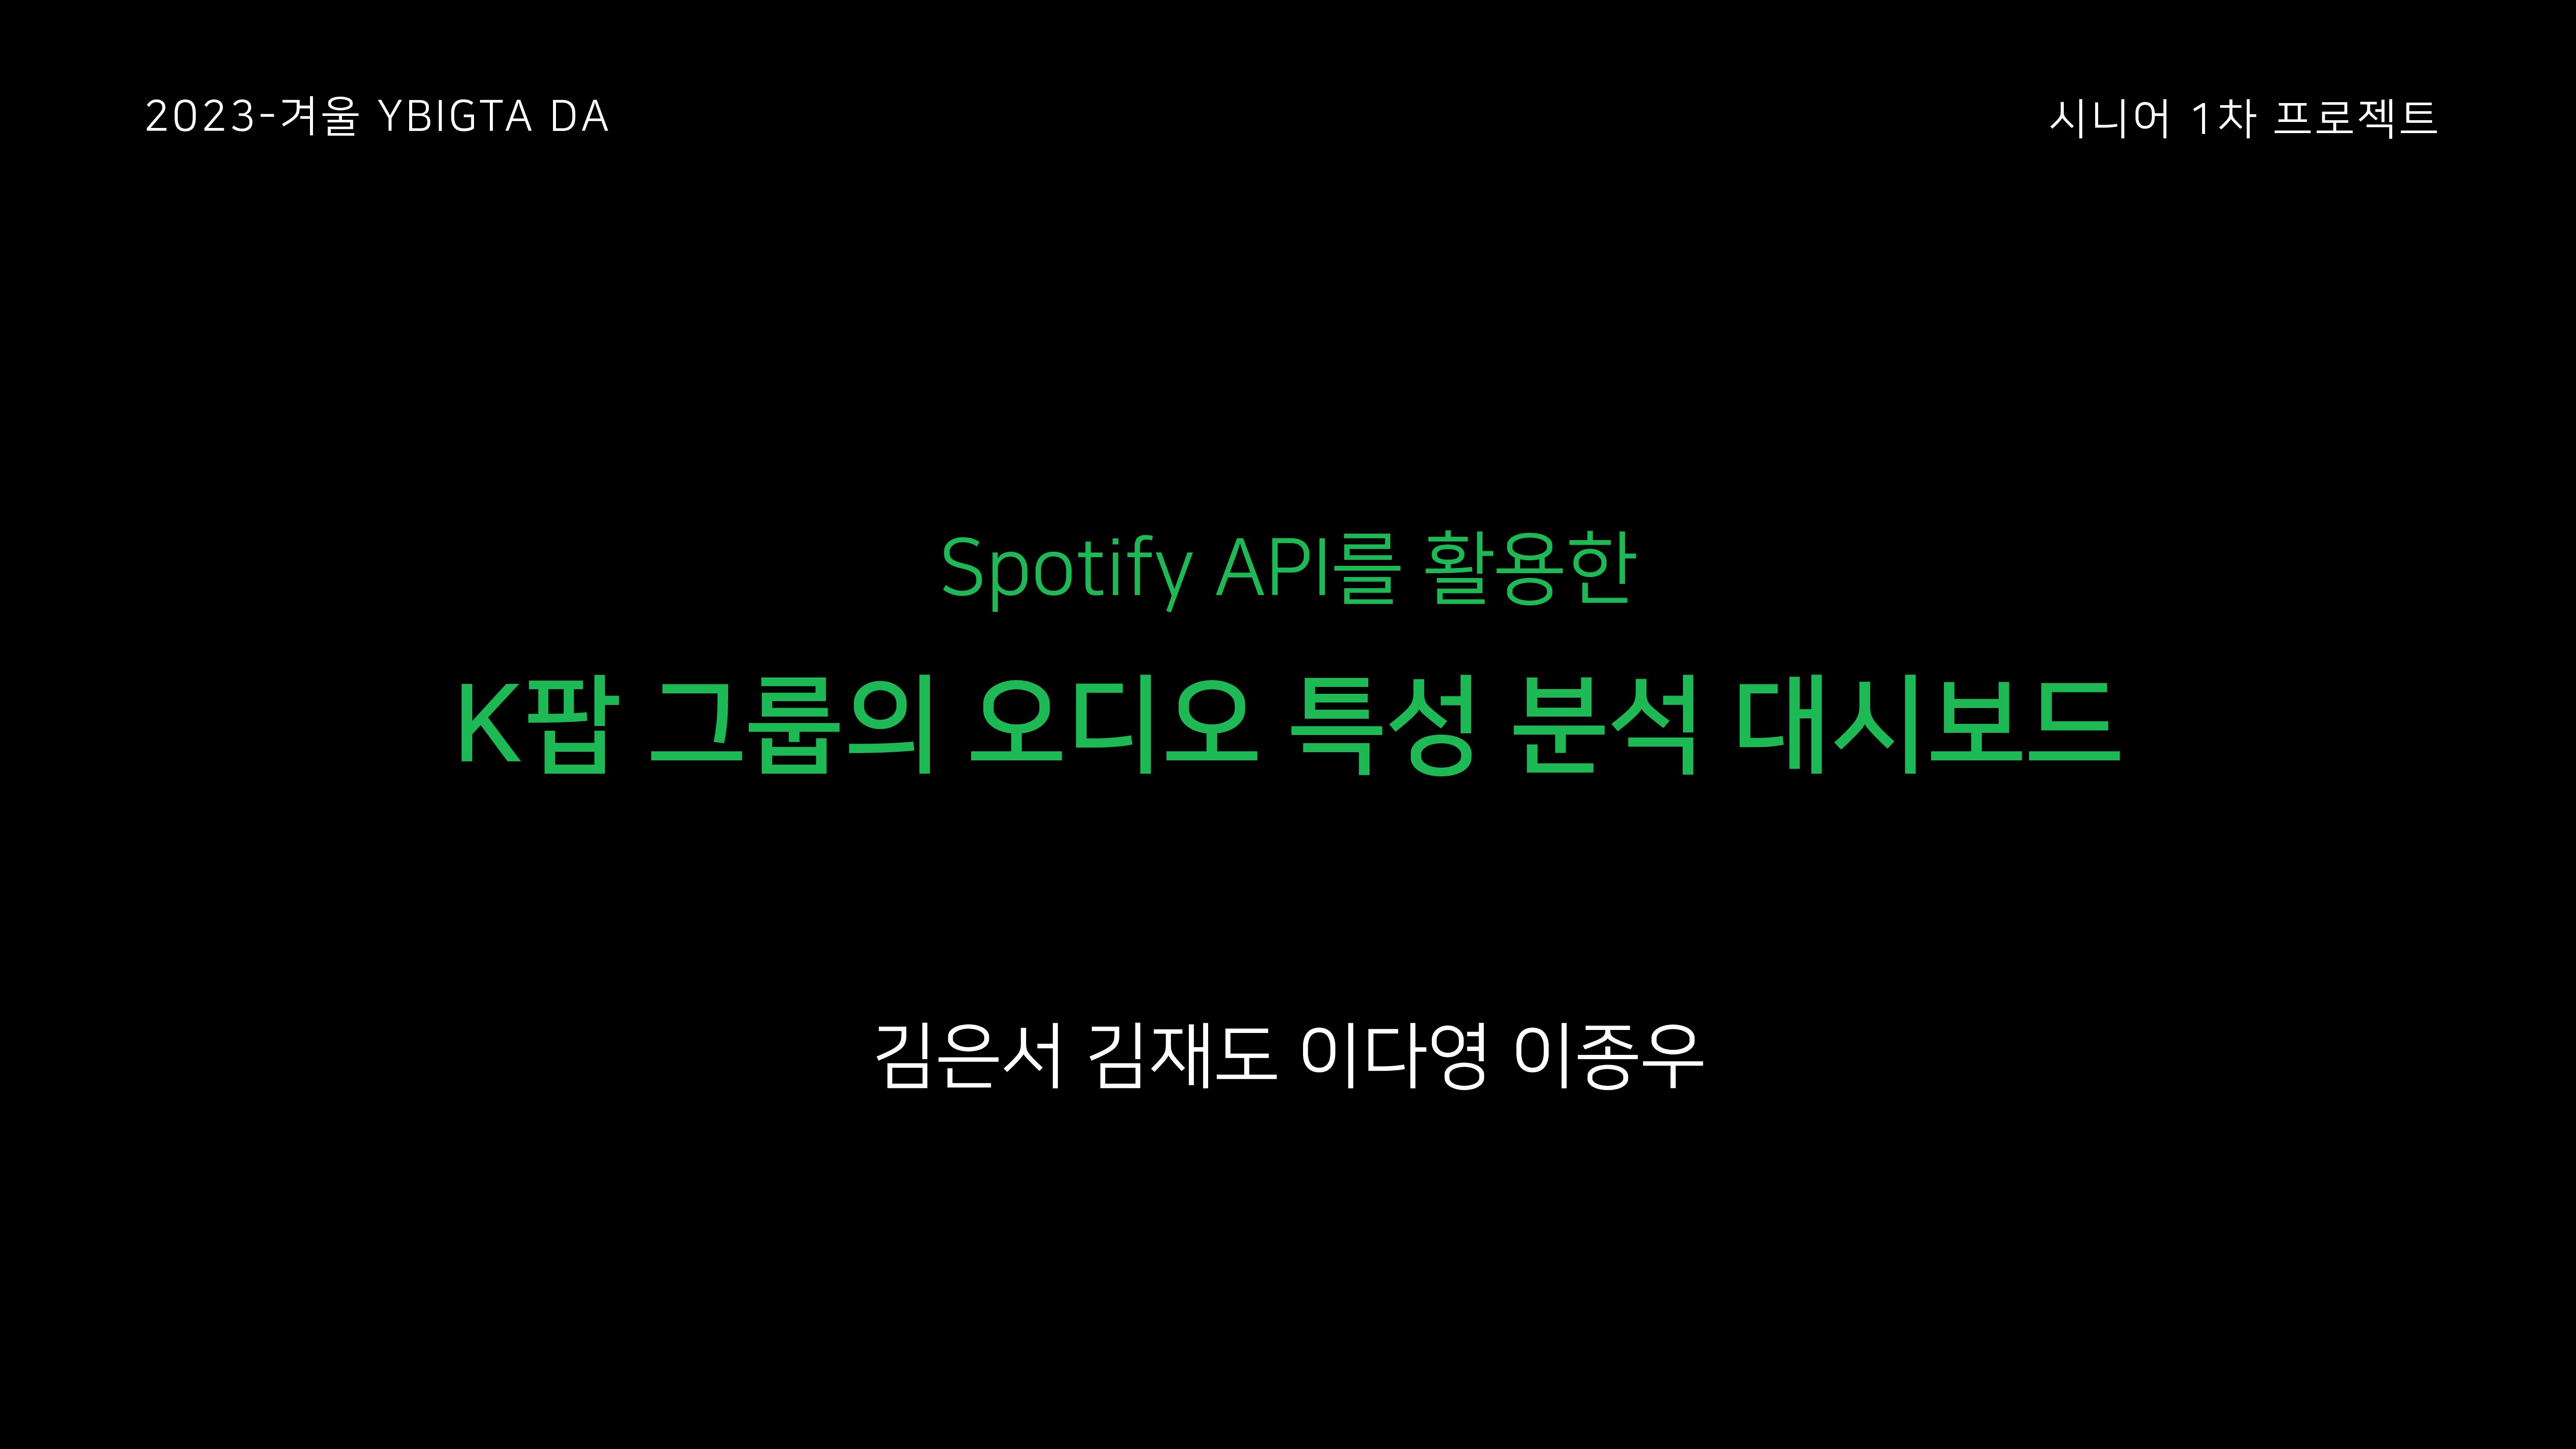 2023-겨울 YBIGTA DA
시니어 1차 프로젝트
Spotify API를 활용한
K팝 그룹의 오디오 특성 분석 대시보드
김은서 김재도 이다영 이종우